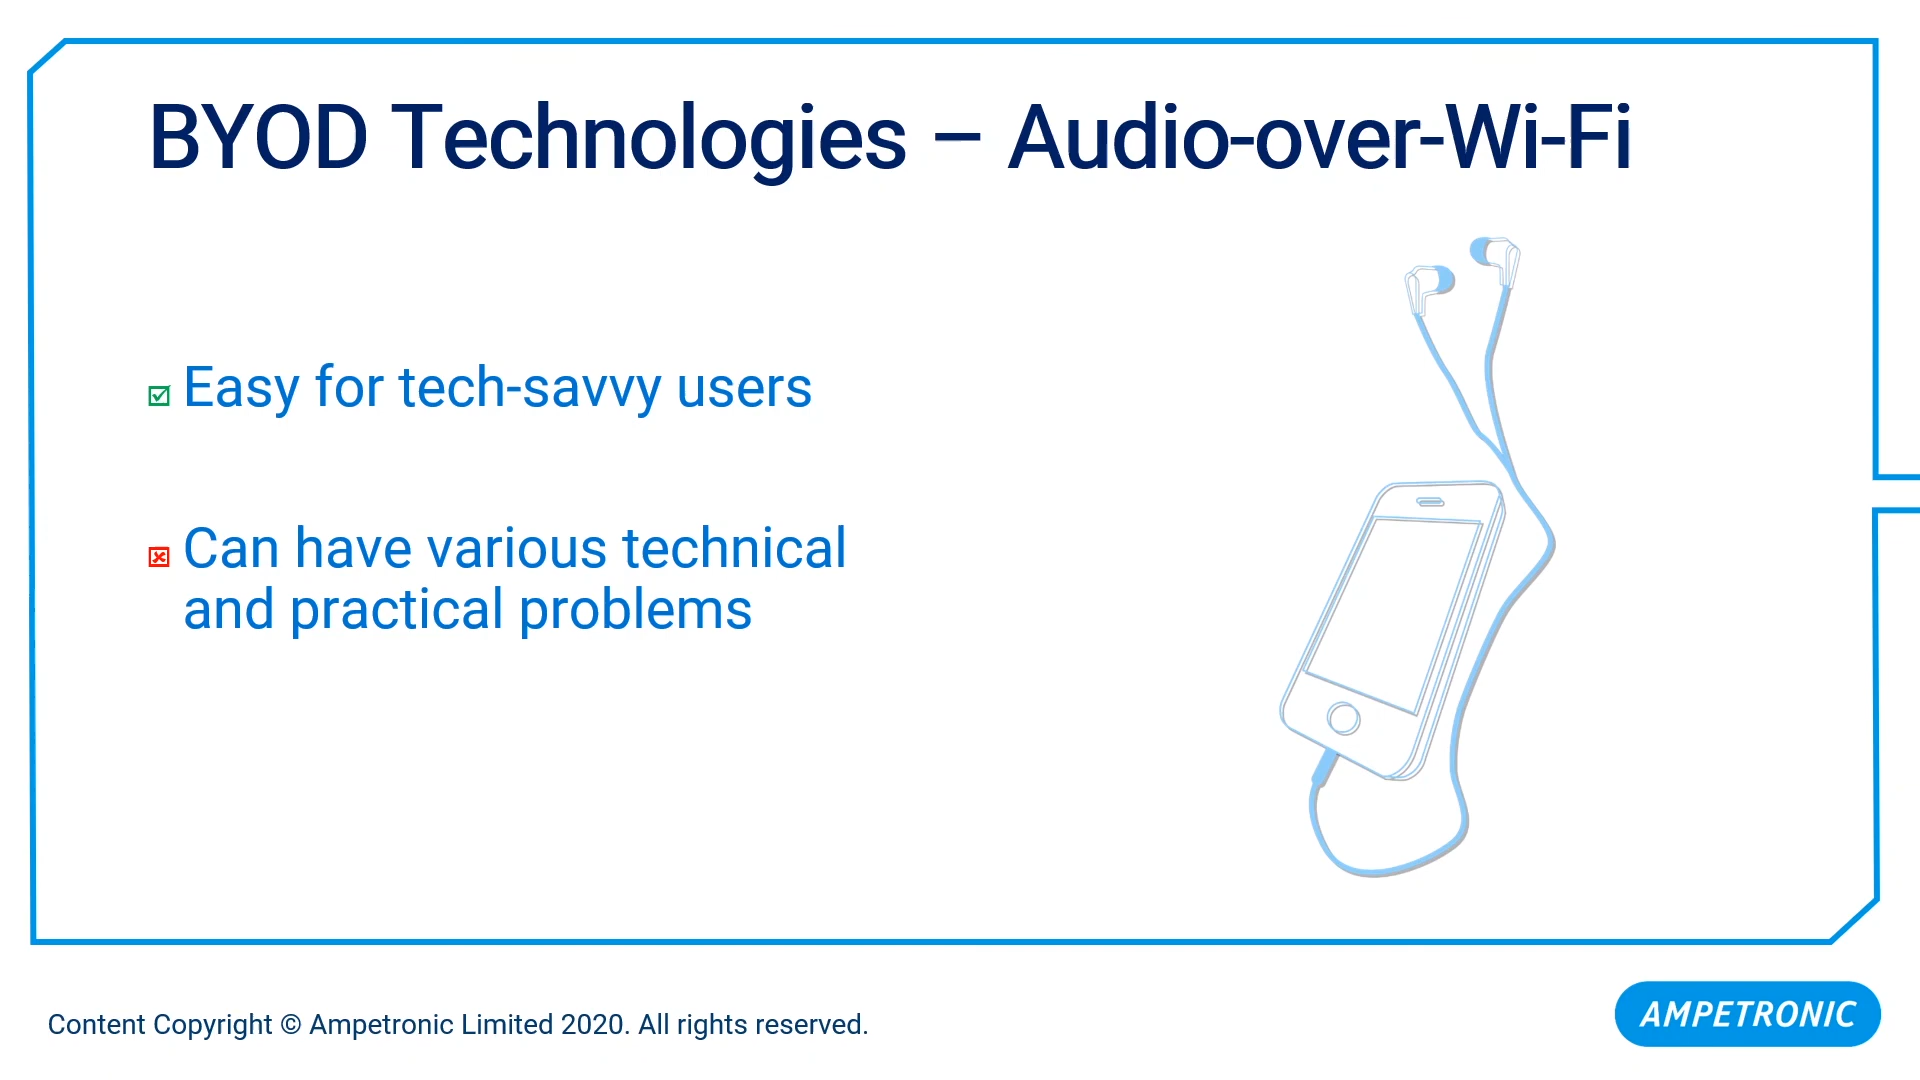 BYOD Technologies – Audio-over-Wi-Fi
Easy for tech-savvy users
Can have various technical
and practical problems
Content Copyright © Ampetronic Limited 2020. All rights reserved.
AMPETRONIC